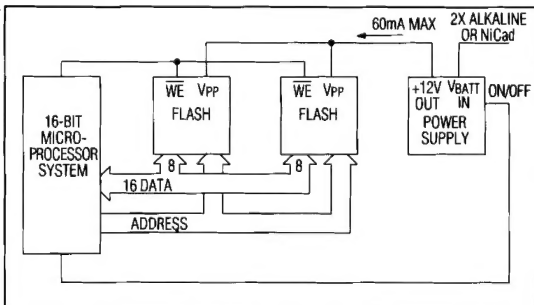 60mA MAX
2X ALKALINE
OR NiCad
WE VPP
FLASH
WE VPP
FLASH
+12V VBATT
OUT IN
POWER
SUPPLY
ON/OFF
16-BIT
MICRO-
PROCESSOR
SYSTEM
8
8
16 DATA
ADDRESS